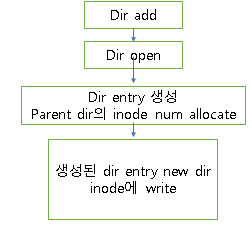 Dir add
Dir open
Dir entry 생성
Parent dir의 inode num allocate
생성된 dir entry new dir
inode에 write